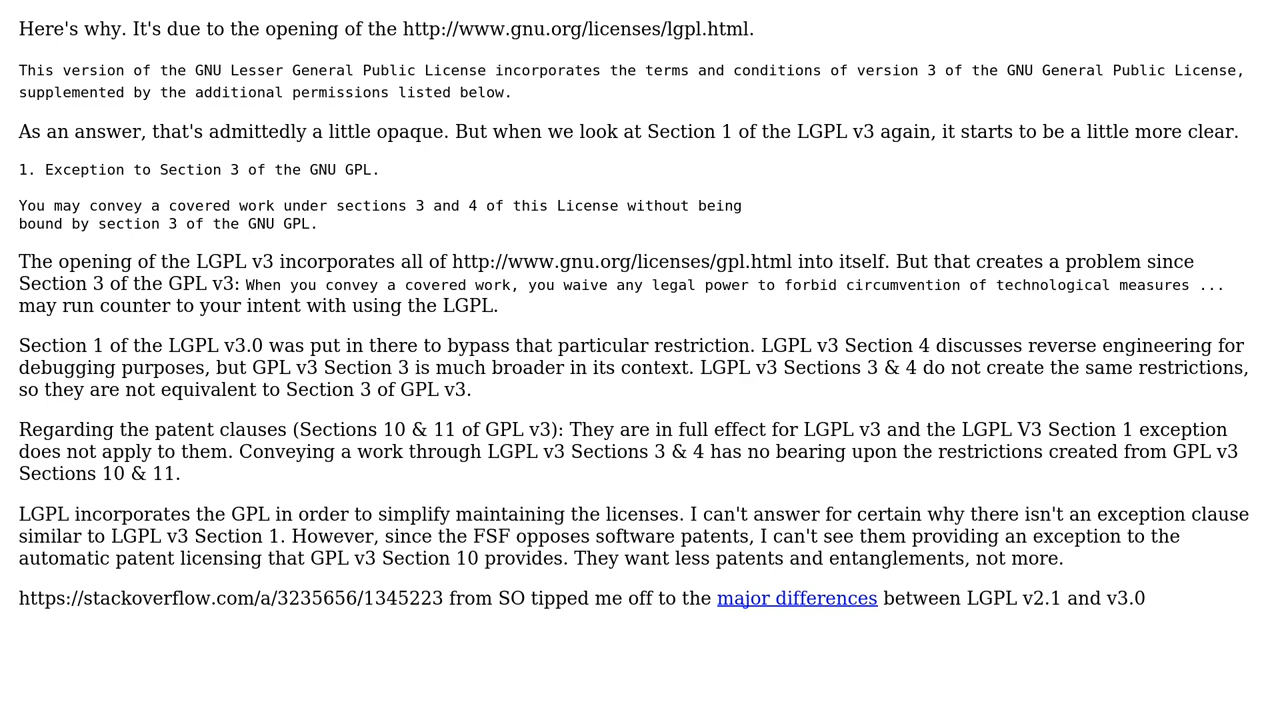 Here's why. It's due to the opening of the http://www.gnu.org/licenses/lgpl.html.
This version of the GNU Lesser General Public License incorporates the terms and conditions of version 3 of the GNU General Public License,
supplemented by the additional permissions listed below.
As an answer, that's admittedly a little opaque. But when we look at Section 1 of the LGPL v3 again, it starts to be a little more clear.
1. Exception to Section 3 of the GNU GPL.
You may convey a covered work under sections 3 and 4 of this License without being
bound by section 3 of the GNU GPL.
The opening of the LGPL v3 incorporates all of http://www.gnu.org/licenses/gpl.html into itself. But that creates a problem since
Section 3 of the GPL v3: When you convey a covered work, you waive any legal power to forbid circumvention of technological measures ...
may run counter to your intent with using the LGPL.
Section 1 of the LGPL v3.0 was put in there to bypass that particular restriction. LGPL v3 Section 4 discusses reverse engineering for
debugging purposes, but GPL v3 Section 3 is much broader in its context. LGPL v3 Sections 3 & 4 do not create the same restrictions,
so they are not equivalent to Section 3 of GPL v3.
Regarding the patent clauses (Sections 10 & 11 of GPL v3): They are in full effect for LGPL v3 and the LGPL V3 Section 1 exception
does not apply to them. Conveying a work through LGPL v3 Sections 3 & 4 has no bearing upon the restrictions created from GPL v3
Sections 10 & 11.
LGPL incorporates the GPL in order to simplify maintaining the licenses. I can't answer for certain why there isn't an exception clause
similar to LGPL v3 Section 1. However, since the FSF opposes software patents, I can't see them providing an exception to the
automatic patent licensing that GPL v3 Section 10 provides. They want less patents and entanglements, not more.
https://stackoverflow.com/a/3235656/1345223 from SO tipped me off to the major differences between LGPL v2.1 and v3.0